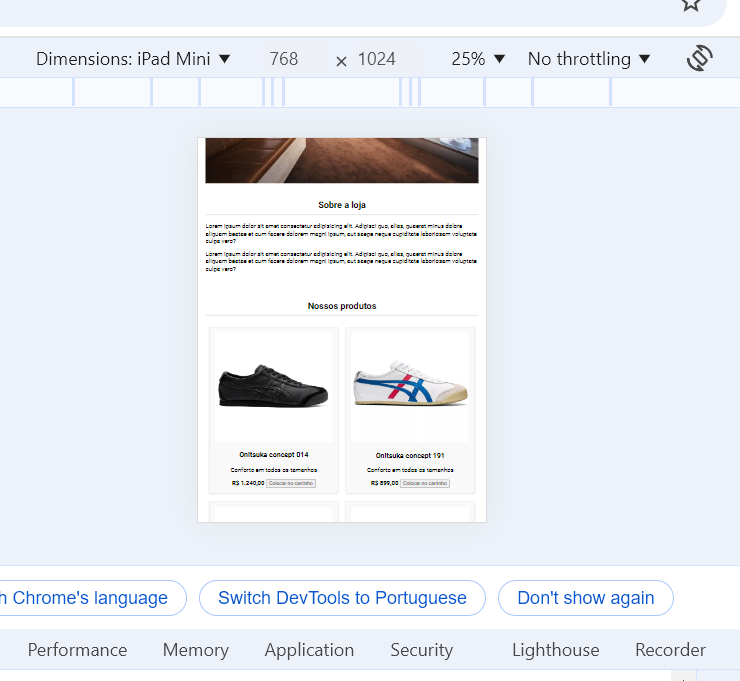 Dimensions: iPad Mini ▼ 768 × 1024 25% ▼ No throttling ▼
Sobre a loja
Lorem ipsum dolor sit amet consectetur adipisicing elit. Adipisci quo, alias, quaerat minus dolore
eligendi beatae et cum facere dolorem magni ipsum, aut saepe neque cupiditate laboriosam voluptate
culpa vero?
Lorem ipsum dolor sit amet consectetur adipisicing elit. Adipisci quo, alias, quaerat minus dolore
eligendi beatae et cum facere dolorem magni ipsum, aut saepe neque cupiditate laboriosam voluptate
culpa vero?
Nossos produtos
Onitsuka concept 014
Onitsuka concept 191
Conforto em todos os tamanhos
Conforto em todos os tamanhos
R$ 1.240,00 Colocar no carrinho
R$ 899,00 Colocar no carrinho
h Chrome's language
Switch DevTools to Portuguese
Don't show again
Performance Memory Application Security Lighthouse Recorder